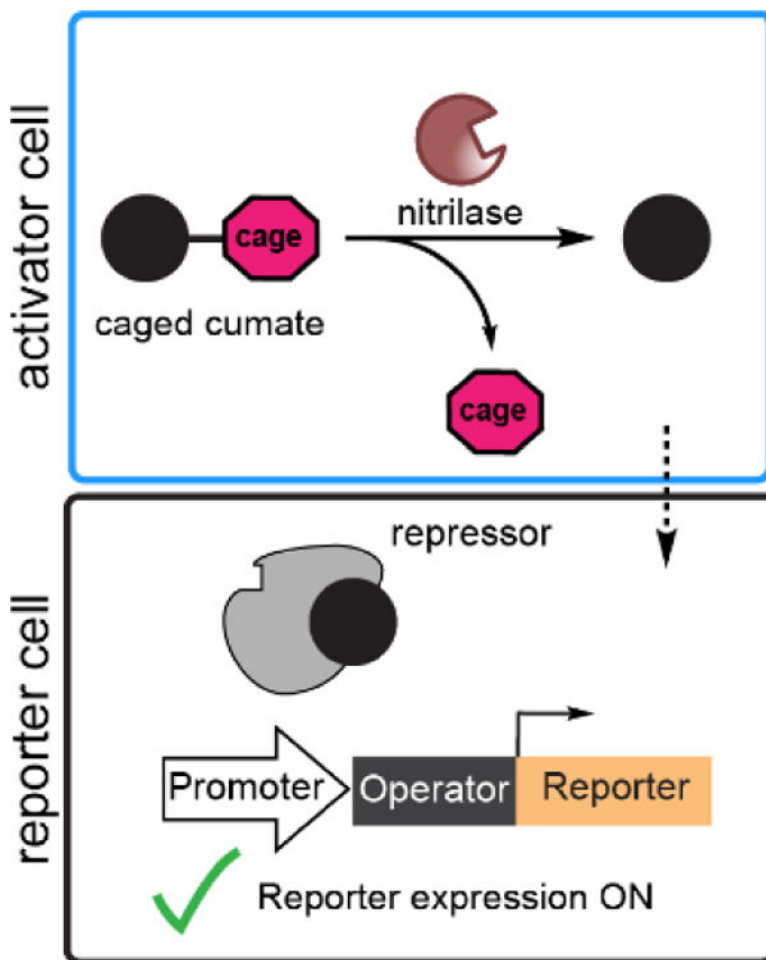 activator cell
nitrilase
cage
caged cumate
cage
reporter cell
repressor
Promoter
Operator
Reporter
Reporter expression ON